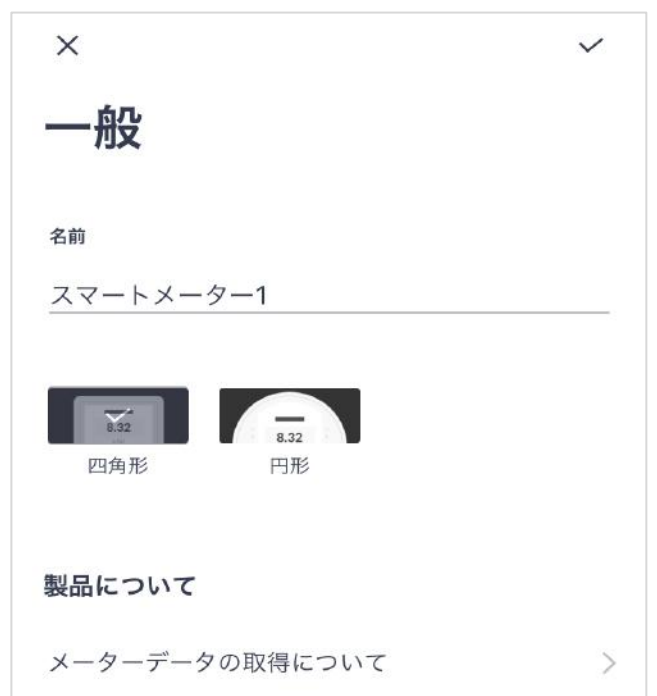 一般
名前
スマートメーター1
8.32
8.32
四角形
円形
製品について
メーターデータの取得について